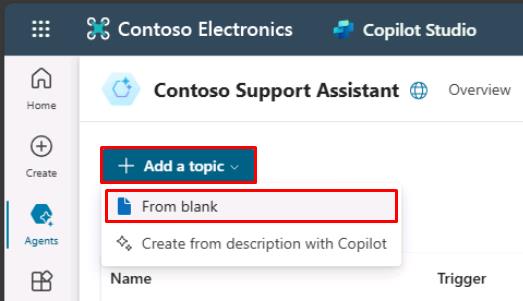 Contoso Electronics
Copilot Studio
Home
Create
Agents
Contoso Support Assistant
Overview
Add a topic
From blank
Create from description with Copilot
Name
Trigger